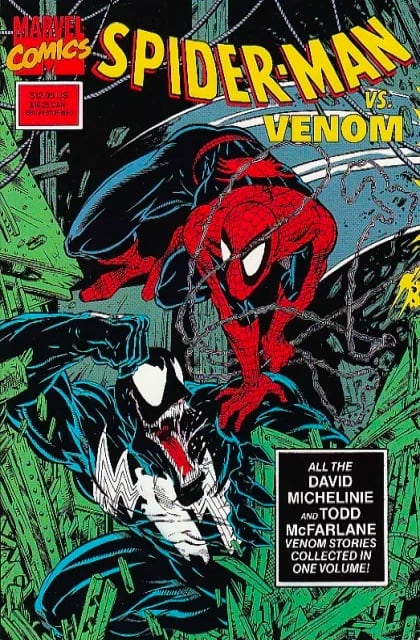 MARVEL
COMICS
$12.95 US
SPIDER-MAN
VS.
VENOM
ALL THE
DAVID
MICHELINIE
AND TODD
McFARLANE
VENOM STORIES
COLLECTED IN
ONE VOLUME!